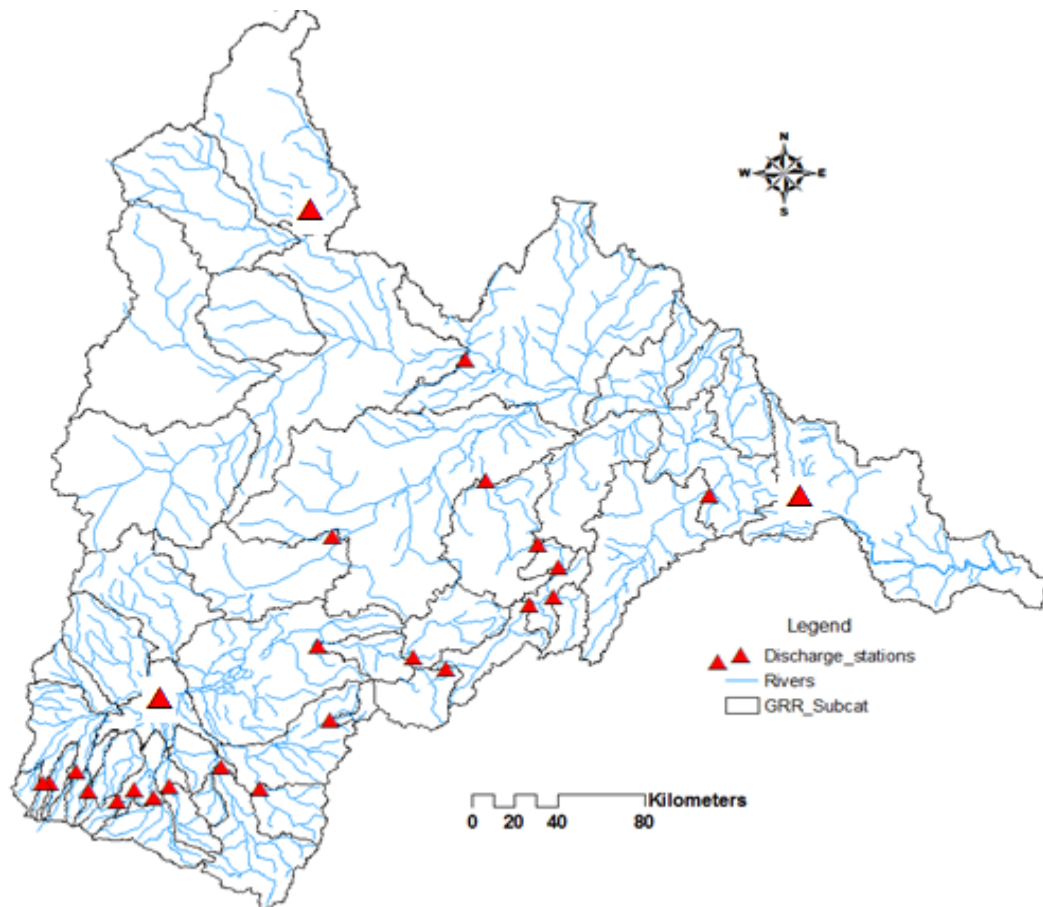 N
W E
S
Legend
Discharge_stations
Rivers
GRR_Subcat
Kilometers
0 20 40 80